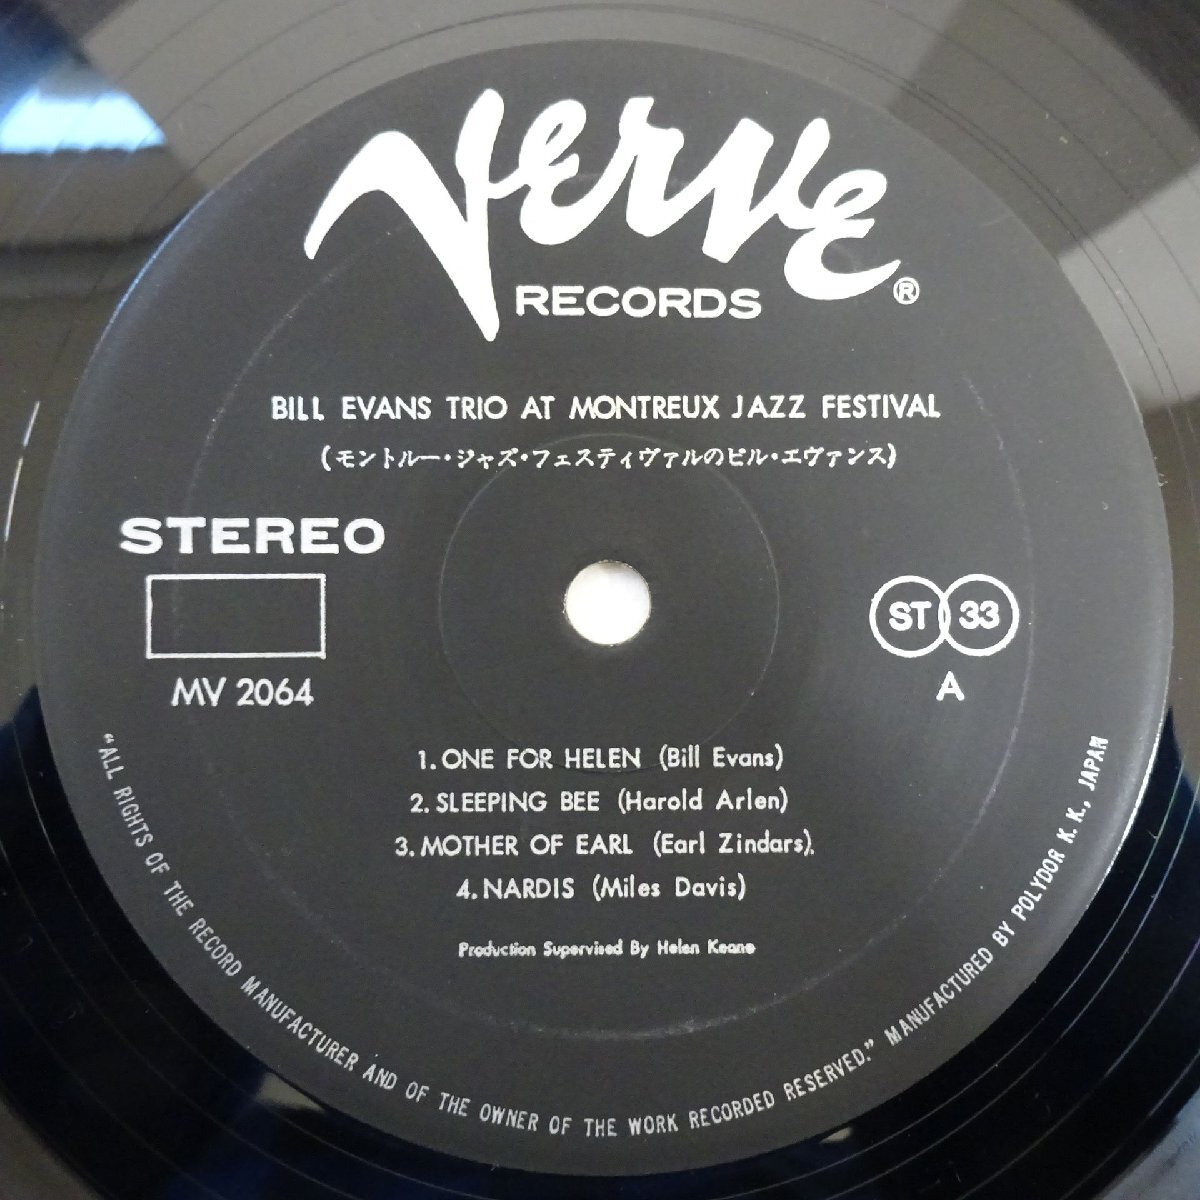 Verve
RECORDS ®
BILL EVANS TRIO AT MONTREUX JAZZ FESTIVAL
(モントルー・ジャズ・フェスティヴァルのビル・エヴァンス)
STEREO
MV 2064
ST 33
A
1. ONE FOR HELEN (Bill Evans)
2. SLEEPING BEE (Harold Arlen)
3. MOTHER OF EARL (Earl Zindars).
4. NARDIS (Miles Davis)
Production Supervised By Helen Keane
"ALL RIGHTS OF THE RECORD MANUFACTURER AND OF THE OWNER OF THE WORK RECORDED RESERVED." MANUFACTURED BY POLYDOR K. K., JAPAN